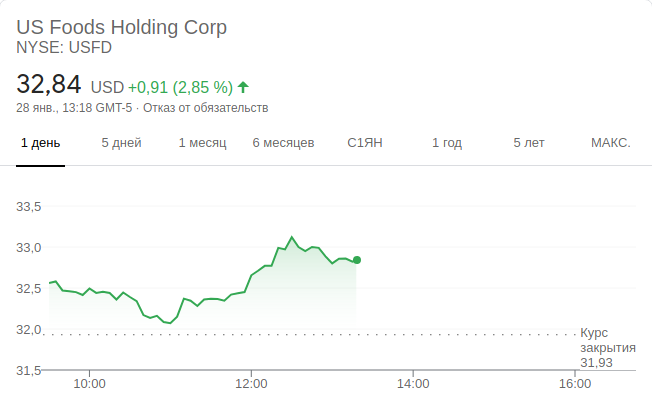 US Foods Holding Corp
NYSE: USFD
32,84 USD +0,91 (2,85 %)
28 янв., 13:18 GMT-5 · Отказ от обязательств
1 день 5 дней 1 месяц 6 месяцев С1ЯН 1 год 5 лет МАКС.
33,5
33,0
32,5
32,0
Курс
закрытия
31,93
31,5
10:00 12:00 14:00 16:00